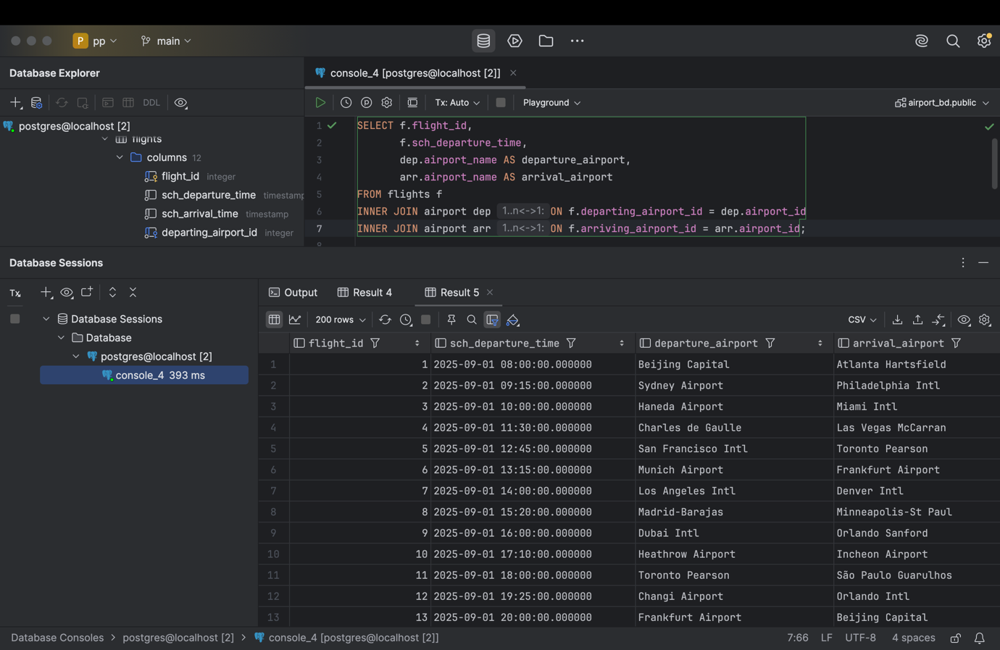 P pp main
Database Explorer
console_4 [postgres@localhost [2]]
DDL
Tx: Auto Playground airport_bd.public
postgres@localhost [2]
flights
columns 12
flight_id integer
sch_departure_time timestamp
sch_arrival_time timestamp
departing_airport_id integer
1 SELECT f.flight_id,
2 f.sch_departure_time,
3 dep.airport_name AS departure_airport,
4 arr.airport_name AS arrival_airport
5 FROM flights f
6 INNER JOIN airport dep 1..n<->1: ON f.departing_airport_id = dep.airport_id
7 INNER JOIN airport arr 1..n<->1: ON f.arriving_airport_id = arr.airport_id;
8
Database Sessions
Tx
Database Sessions
Database
postgres@localhost [2]
console_4 393 ms
Output Result 4 Result 5
200 rows CSV
flight_id sch_departure_time departure_airport arrival_airport
1 1 2025-09-01 08:00:00.000000 Beijing Capital Atlanta Hartsfield
2 2 2025-09-01 09:15:00.000000 Sydney Airport Philadelphia Intl
3 3 2025-09-01 10:00:00.000000 Haneda Airport Miami Intl
4 4 2025-09-01 11:30:00.000000 Charles de Gaulle Las Vegas McCarran
5 5 2025-09-01 12:45:00.000000 San Francisco Intl Toronto Pearson
6 6 2025-09-01 13:15:00.000000 Munich Airport Frankfurt Airport
7 7 2025-09-01 14:00:00.000000 Los Angeles Intl Denver Intl
8 8 2025-09-01 15:20:00.000000 Madrid-Barajas Minneapolis-St Paul
9 9 2025-09-01 16:00:00.000000 Dubai Intl Orlando Sanford
10 10 2025-09-01 17:10:00.000000 Heathrow Airport Incheon Airport
11 11 2025-09-01 18:00:00.000000 Toronto Pearson São Paulo Guarulhos
12 12 2025-09-01 19:25:00.000000 Changi Airport Orlando Intl
13 13 2025-09-01 20:00:00.000000 Frankfurt Airport Beijing Capital
Database Consoles > postgres@localhost [2] > console_4 [postgres@localhost [2]]
7:66 LF UTF-8 4 spaces